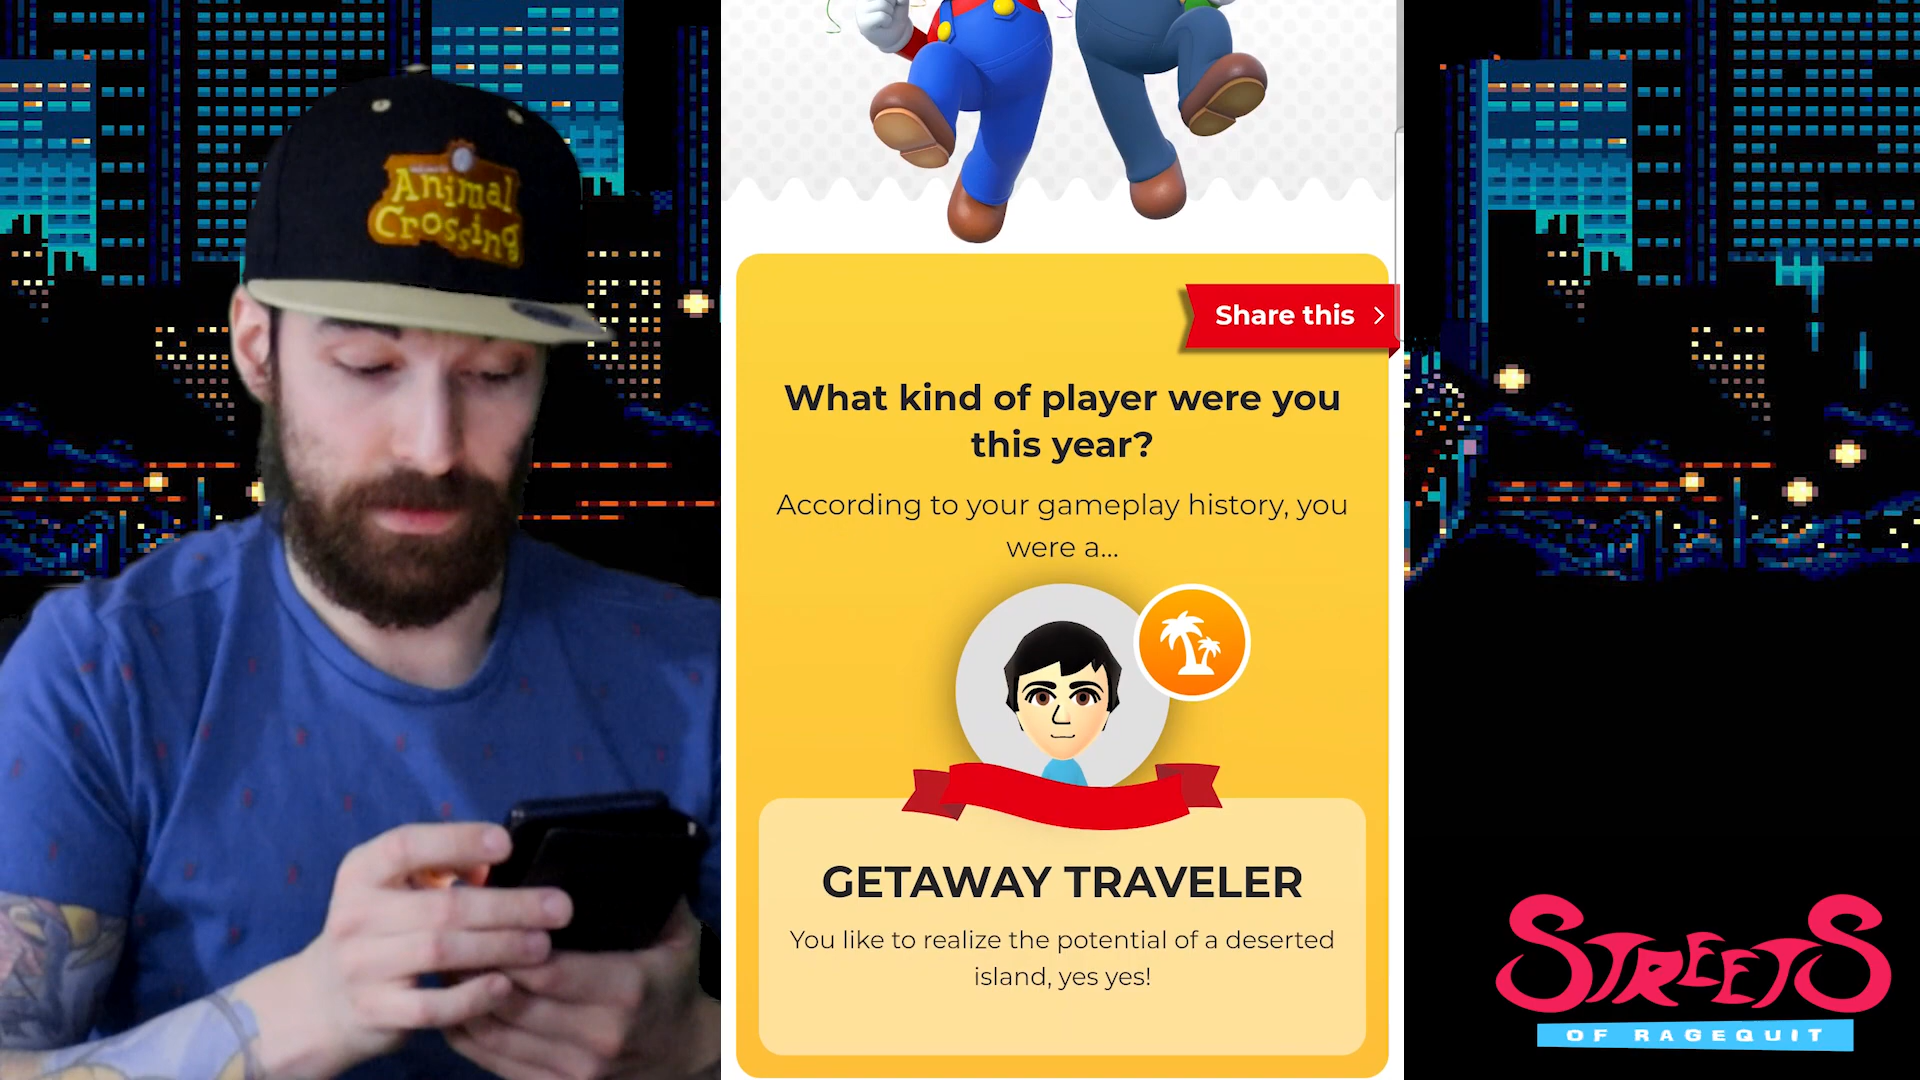 Animal
Crossing
Share this
What kind of player were you
this year?
According to your gameplay history, you
were a...
GETAWAY TRAVELER
You like to realize the potential of a deserted
island, yes yes!
STREETS
OF RAGEQUIT